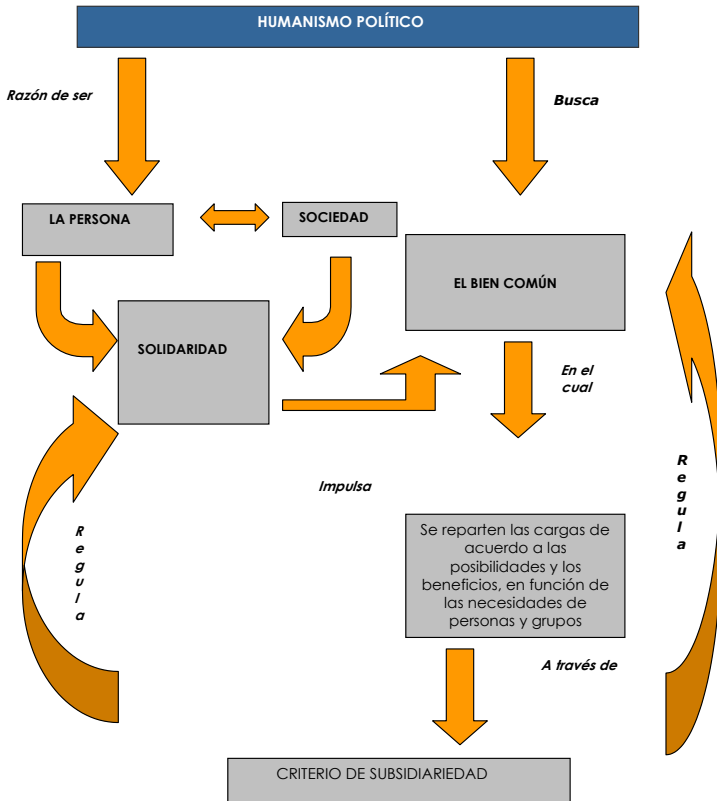 HUMANISMO POLÍTICO
Razón de ser
Busca
LA PERSONA
SOCIEDAD
EL BIEN COMÚN
SOLIDARIDAD
En el
cual
Impulsa
Regula
Regula
Se reparten las cargas de
acuerdo a las
posibilidades y los
beneficios, en función de
las necesidades de
personas y grupos
A través de
CRITERIO DE SUBSIDIARIEDAD